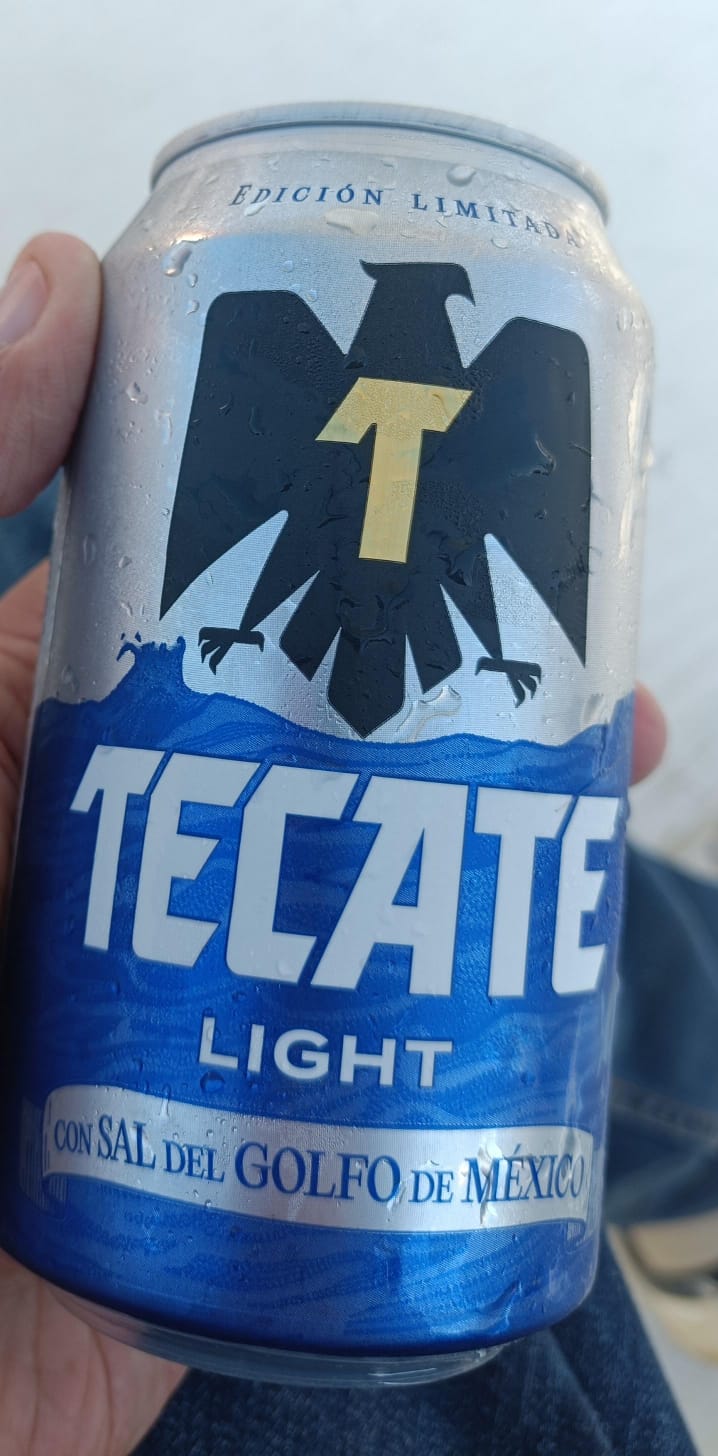 EDICIÓN LIMITADA
T
TECATE
LIGHT
CON SAL DEL GOLFO DE MÉXICO